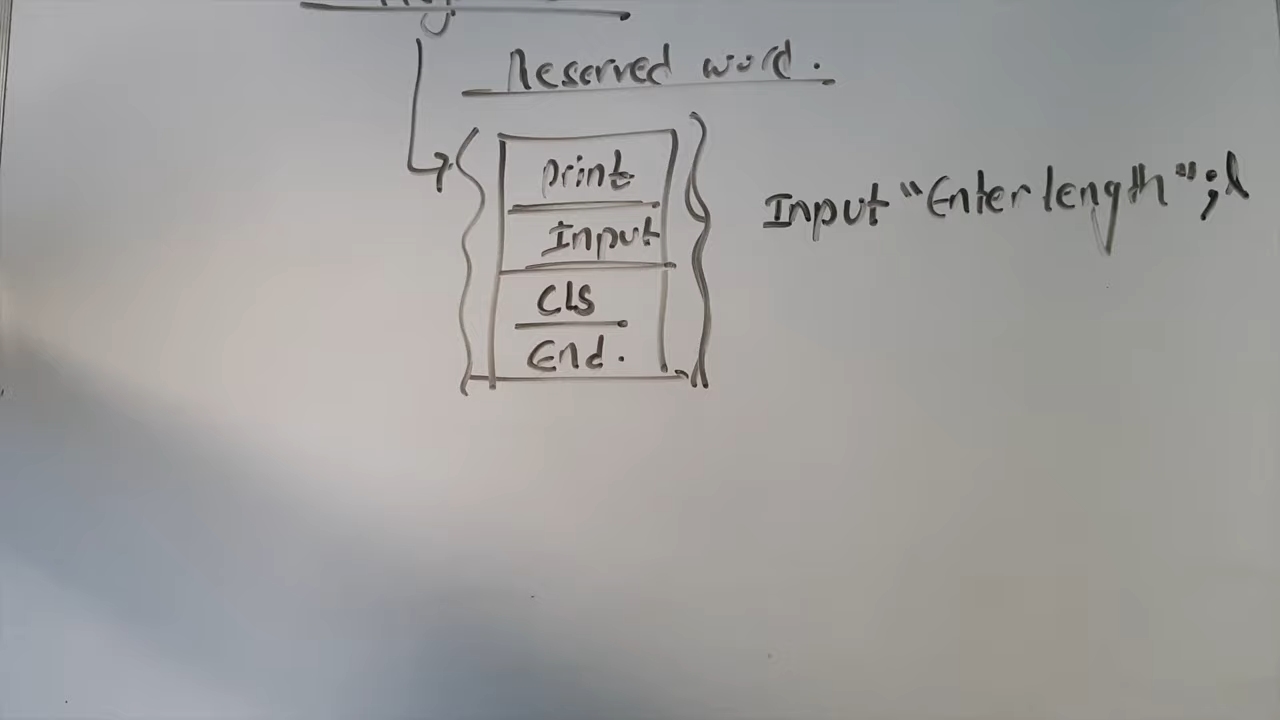 Reserved word.
print
Input
Input "Enter length";l
CLS
End.